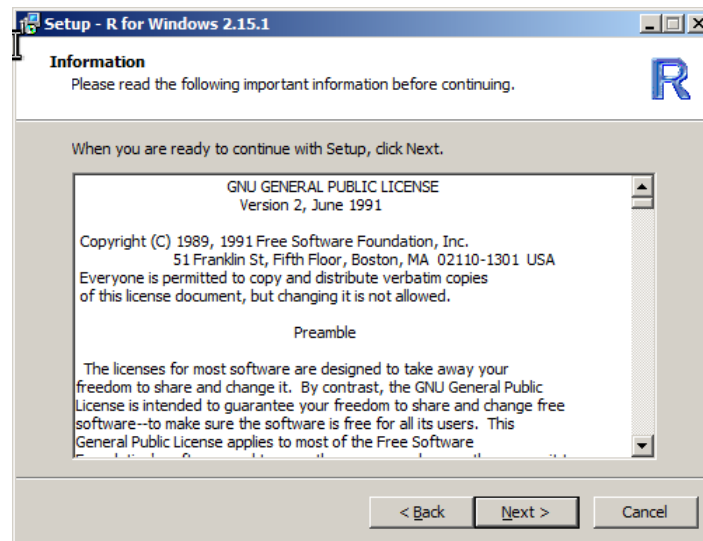 Setup - R for Windows 2.15.1
Information
Please read the following important information before continuing.
R
When you are ready to continue with Setup, click Next.
GNU GENERAL PUBLIC LICENSE
Version 2, June 1991
Copyright (C) 1989, 1991 Free Software Foundation, Inc.
51 Franklin St, Fifth Floor, Boston, MA 02110-1301 USA
Everyone is permitted to copy and distribute verbatim copies
of this license document, but changing it is not allowed.
Preamble
The licenses for most software are designed to take away your
freedom to share and change it. By contrast, the GNU General Public
License is intended to guarantee your freedom to share and change free
software--to make sure the software is free for all its users. This
General Public License applies to most of the Free Software
< Back Next > Cancel